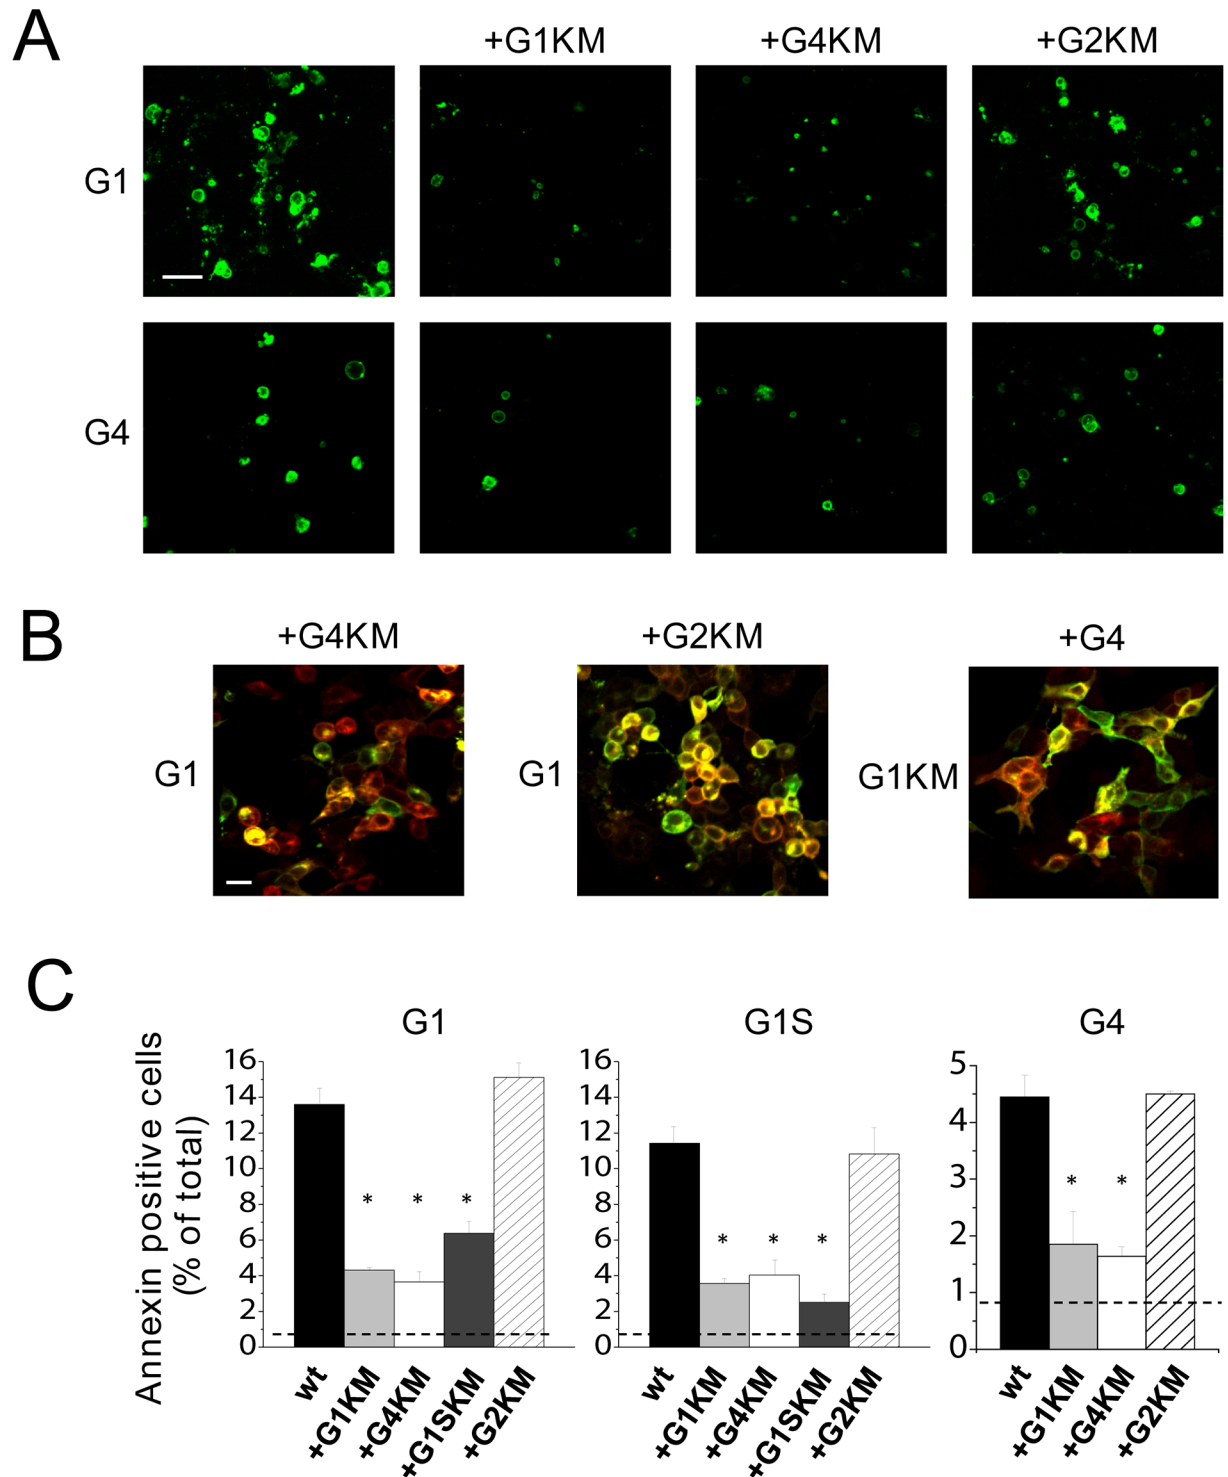 A
+G1KM +G4KM +G2KM
G1
G4
B
+G4KM +G2KM +G4
G1 G1 G1KM
C
G1 G1S G4
Annexin positive cells
(% of total)
16
14
12
10
8
6
4
2
0
* * *
wt +G1KM +G4KM +G1SKM +G2KM
16
14
12
10
8
6
4
2
0
* * *
wt +G1KM +G4KM +G1SKM +G2KM
5
4
3
2
1
0
* *
wt +G1KM +G4KM +G2KM